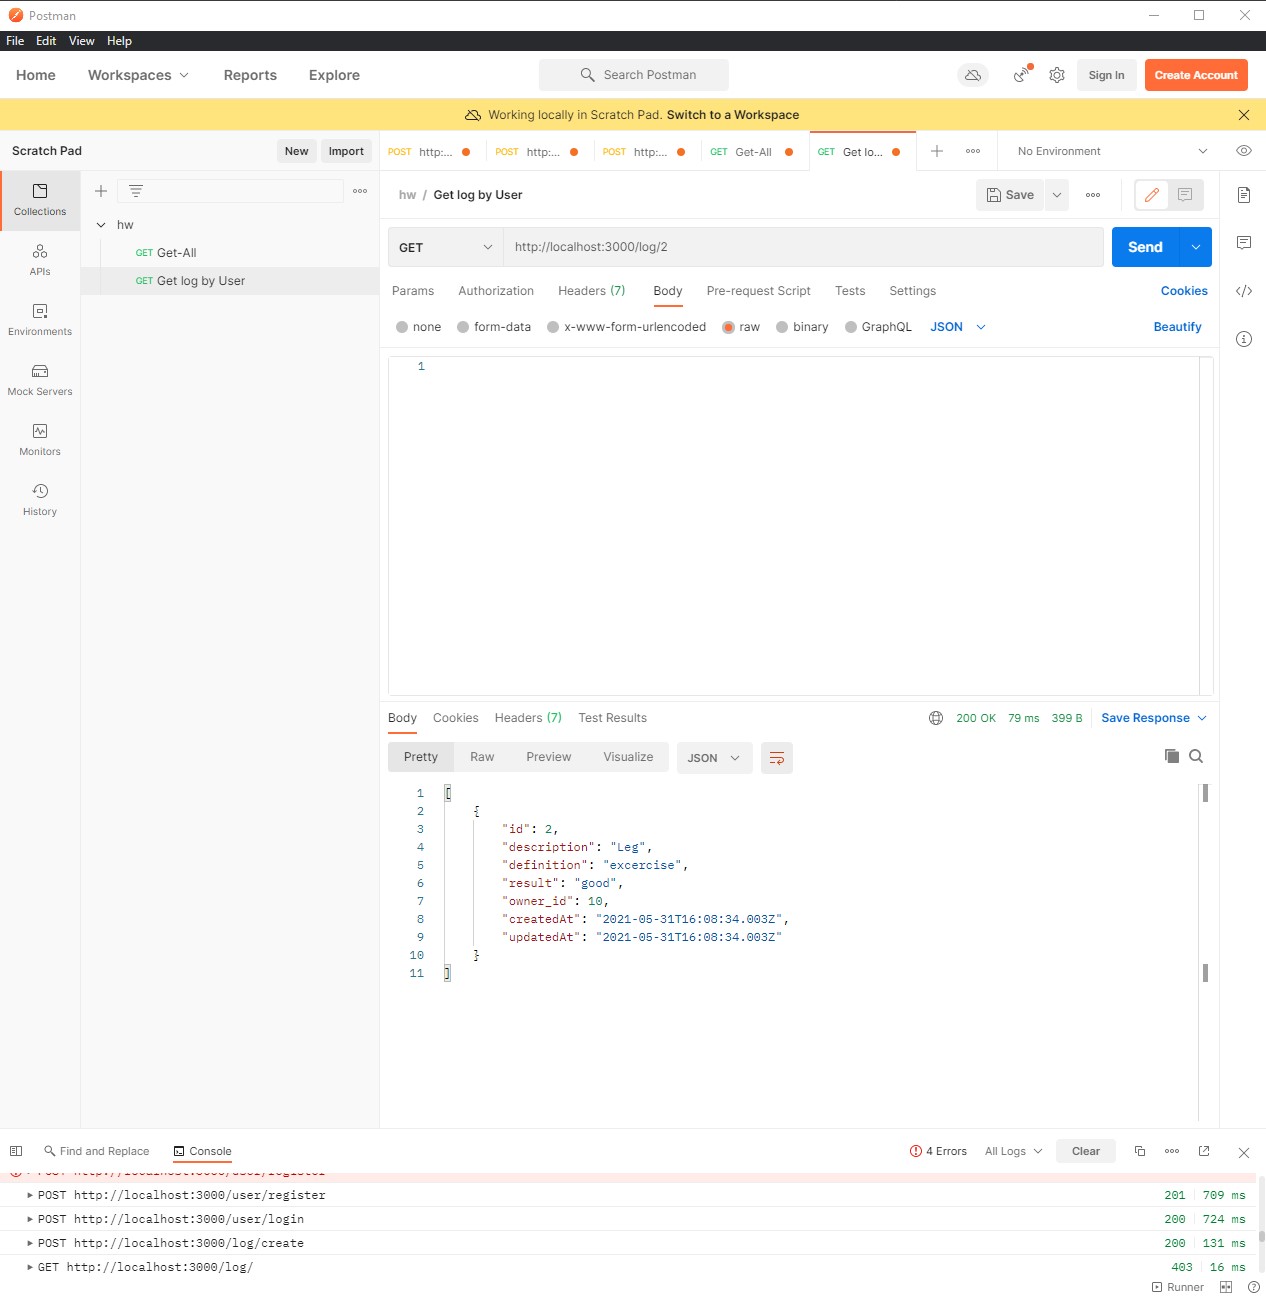 Postman
File Edit View Help
Home Workspaces Reports Explore Search Postman Sign In Create Account
Working locally in Scratch Pad. Switch to a Workspace
Scratch Pad New Import POST http:... POST http:... POST http:... GET Get-All GET Get lo... No Environment
Collections
APIs
Environments
Mock Servers
Monitors
History
hw
GET Get-All
GET Get log by User
hw / Get log by User Save
GET http://localhost:3000/log/2 Send
Params Authorization Headers (7) Body Pre-request Script Tests Settings Cookies
none form-data x-www-form-urlencoded raw binary GraphQL JSON Beautify
1
Body Cookies Headers (7) Test Results 200 OK 79 ms 399 B Save Response
Pretty Raw Preview Visualize JSON
1 [
2 {
3 "id": 2,
4 "description": "Leg",
5 "definition": "excercise",
6 "result": "good",
7 "owner_id": 10,
8 "createdAt": "2021-05-31T16:08:34.003Z",
9 "updatedAt": "2021-05-31T16:08:34.003Z"
10 }
11 ]
Find and Replace Console 4 Errors All Logs Clear
POST http://localhost:3000/user/register
POST http://localhost:3000/user/register 201 709 ms
POST http://localhost:3000/user/login 200 724 ms
POST http://localhost:3000/log/create 200 131 ms
GET http://localhost:3000/log/ 403 16 ms
Runner